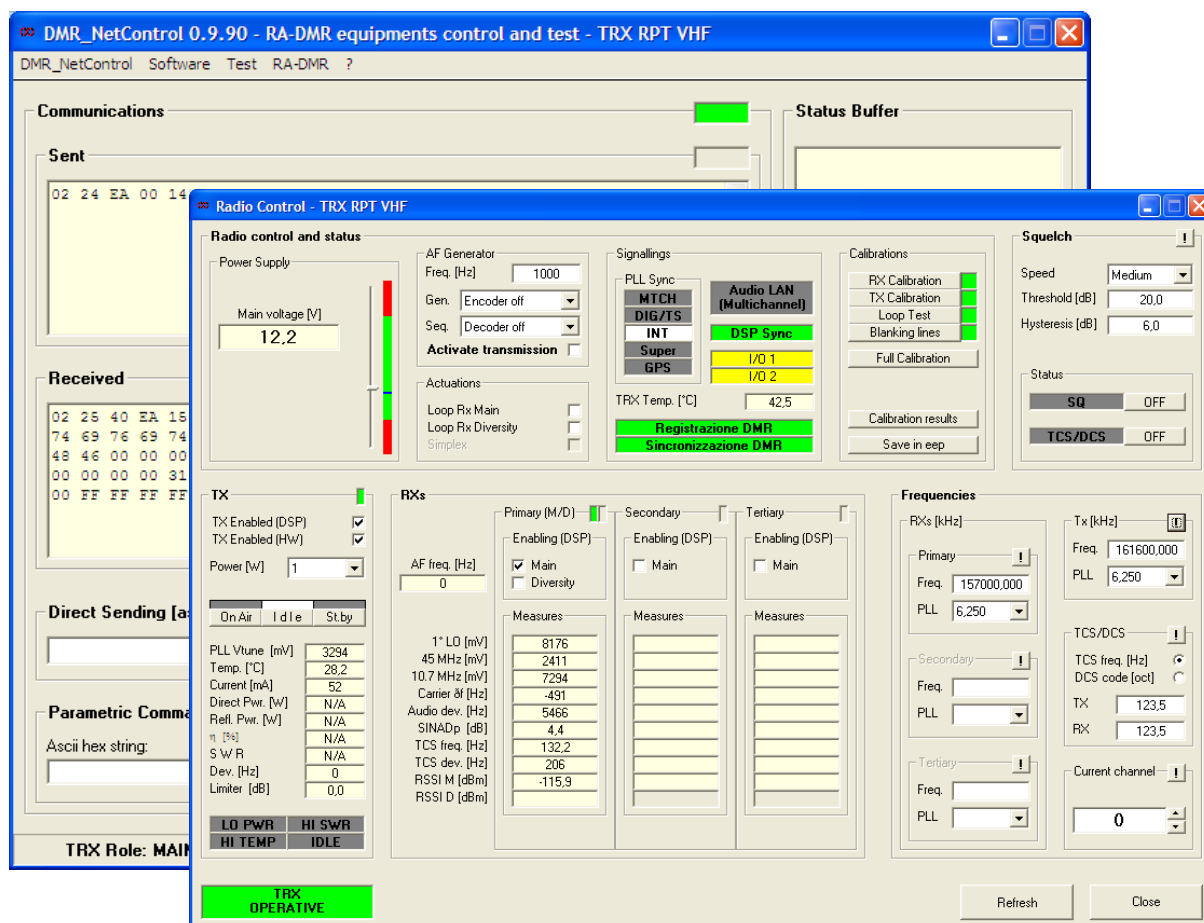 DMR_NetControl 0.9.90 - RA-DMR equipments control and test - TRX RPT VHF
DMR_NetControl Software Test RA-DMR ?
Communications
Status Buffer
Sent
02 24 EA 00 14
Received
02 25 40 EA 15
74 69 76 69 74
48 46 00 00 00
00 00 00 00 31
00 FF FF FF FF
Direct Sending [as
Parametric Comma
Ascii hex string:
TRX Role: MAIN
Radio Control - TRX RPT VHF
Radio control and status
Power Supply
Main voltage [V]
12,2
AF Generator
Freq. [Hz] 1000
Gen. Encoder off
Seq. Decoder off
Activate transmission
Actuations
Loop Rx Main
Loop Rx Diversity
Simplex
Signallings
PLL Sync
MTCH
DIG/TS
INT
Super
GPS
Audio LAN
(Multichannel)
DSP Sync
I/O 1
I/O 2
TRX Temp. [°C] 42,5
Registrazione DMR
Sincronizzazione DMR
Calibrations
RX Calibration
TX Calibration
Loop Test
Blanking lines
Full Calibration
Calibration results
Save in eep
Squelch !
Speed Medium
Threshold [dB] 20,0
Hysteresis [dB] 6,0
Status
SQ OFF
TCS/DCS OFF
TX
TX Enabled (DSP)
TX Enabled (HW)
Power [W] 1
On Air I d l e St.by
PLL Vtune [mV] 3294
Temp. [°C] 28,2
Current [mA] 52
Direct Pwr. [W] N/A
Refl. Pwr. [W] N/A
η [%] N/A
S W R N/A
Dev. [Hz] 0
Limiter [dB] 0,0
LO PWR HI SWR
HI TEMP IDLE
RXs
Primary (M/D) Secondary Tertiary
Enabling (DSP) Enabling (DSP) Enabling (DSP)
AF freq. [Hz] Main Main Main
0 Diversity
Measures Measures Measures
1° LO [mV] 8176
45 MHz [mV] 2411
10.7 MHz [mV] 7294
Carrier δf [Hz] -491
Audio dev. [Hz] 5466
SINADp [dB] 4,4
TCS freq. [Hz] 132,2
TCS dev. [Hz] 206
RSSI M [dBm] -115,9
RSSI D [dBm]
Frequencies
RXs [kHz]
Primary !
Freq. 157000,000
PLL 6,250
Secondary !
Freq.
PLL
Tertiary !
Freq.
PLL
Tx [kHz] !
Freq. 161600,000
PLL 6,250
TCS/DCS !
TCS freq. [Hz]
DCS code [oct]
TX 123,5
RX 123,5
Current channel !
0
TRX
OPERATIVE
Refresh
Close